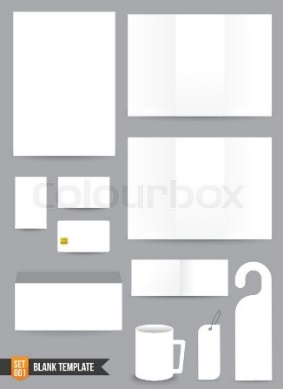 colourbox
SET
001
BLANK TEMPLATE